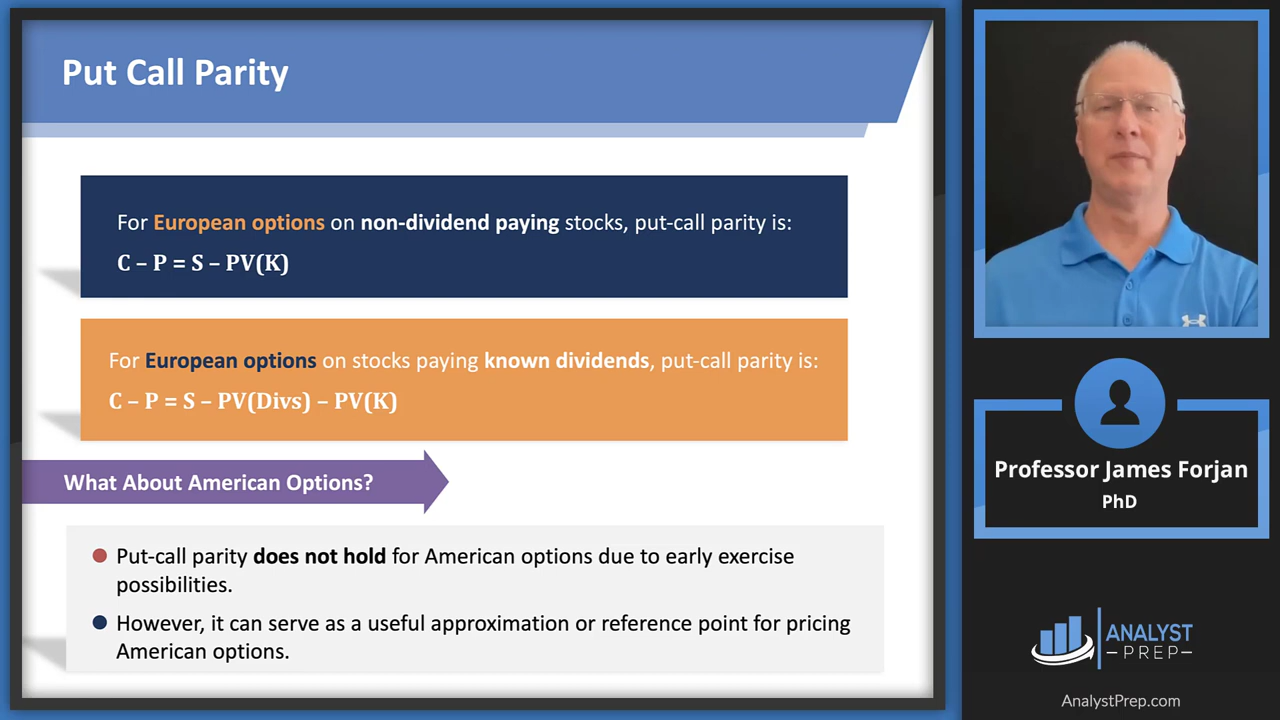 Put Call Parity
For European options on non-dividend paying stocks, put-call parity is:
C – P = S – PV(K)
For European options on stocks paying known dividends, put-call parity is:
C – P = S – PV(Divs) – PV(K)
What About American Options?
Put-call parity does not hold for American options due to early exercise
possibilities.
However, it can serve as a useful approximation or reference point for pricing
American options.
Professor James Forjan
PhD
ANALYST
–PREP–
AnalystPrep.com